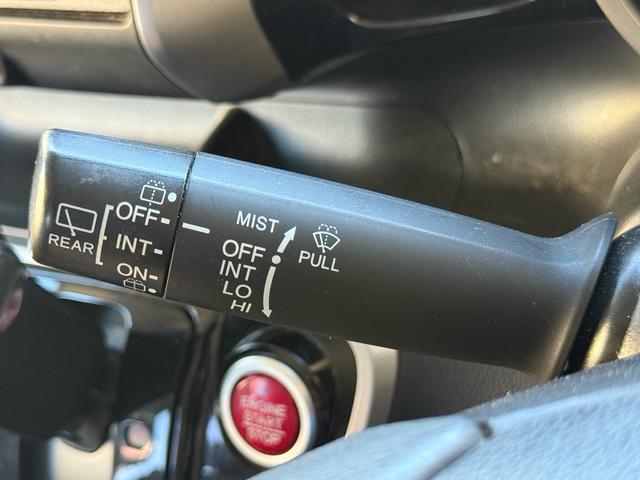 OFF
REAR
INT
ON
MIST
OFF
INT
LO
HI
PULL
ENGINE
START
STOP